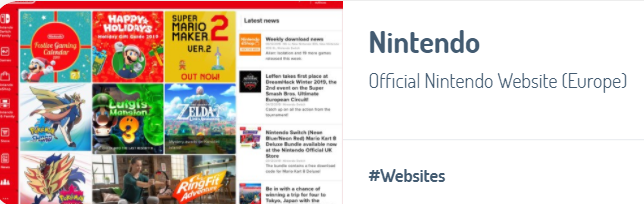 Nintendo
Festive Gaming
Calendar
HAPPY
HOLIDAYS
SUPER
MARIO
MAKER 2
VER.2
OUT NOW!
Latest news
Weekly download news
Leffen takes first place at
DreamHack Winter 2019, the
2nd event on the Super
Smash Bros. Ultimate
European Circuit!
Catch up on all the action from the
tournament!
LUIGI'S
MANSION
3
ZELDA
Nintendo Switch (Neon
Blue/Neon Red) Mario Kart 8
Deluxe Bundle available now
at the Nintendo Official UK
Store
The bundle contains a free download
code for Mario Kart 8 Deluxe!
RingFit
Adventure
Be in with a chance of
winning a trip for four to
Tokyo, Japan with the
Nintendo
Official Nintendo Website (Europe)
#Websites